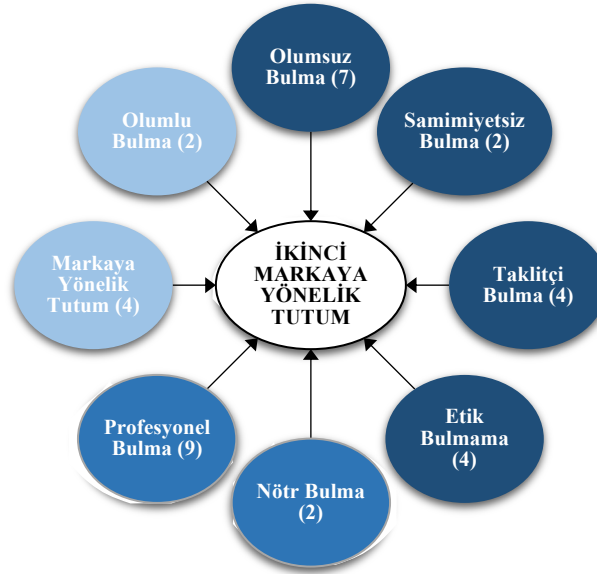 Olumsuz
Bulma (7)
Olumlu
Bulma (2)
Samimiyetsiz
Bulma (2)
İKİNCİ
MARKAYA
YÖNELİK
TUTUM
Markaya
Yönelik
Tutum (4)
Taklitçi
Bulma (4)
Profesyonel
Bulma (9)
Etik
Bulmama
(4)
Nötr Bulma
(2)